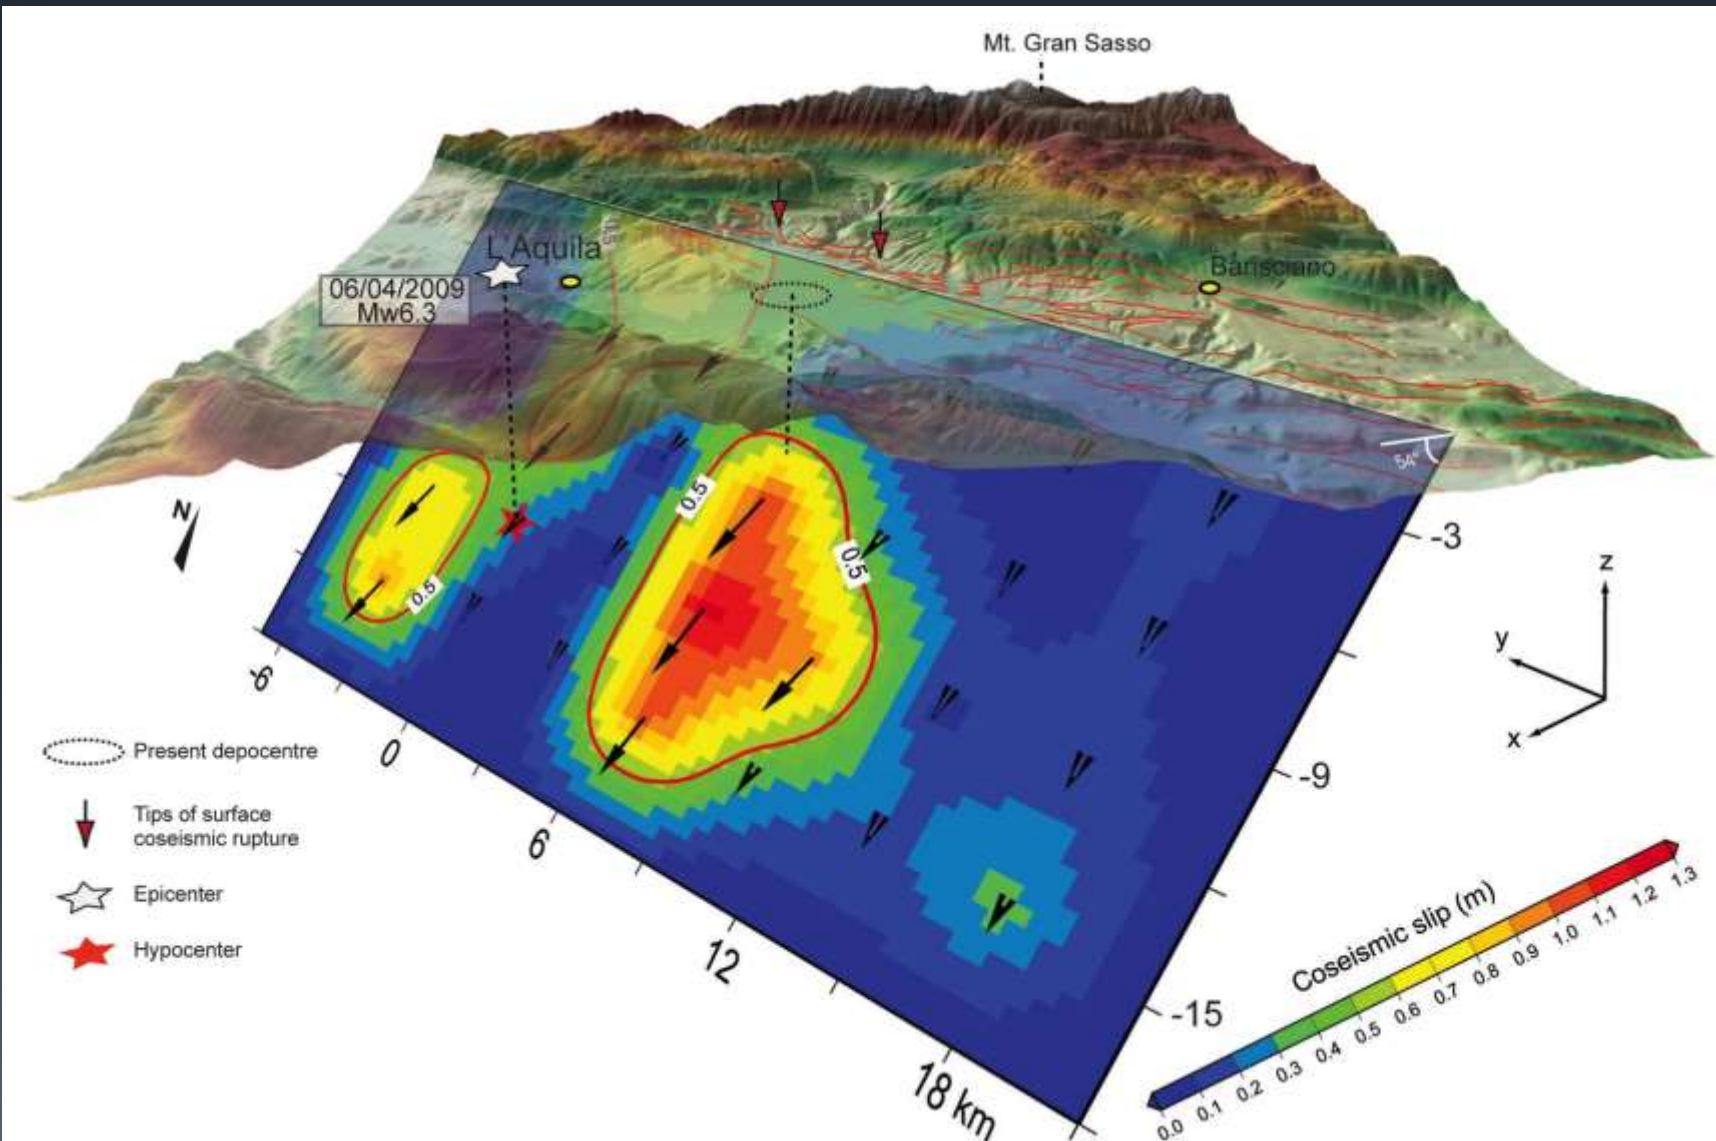 Mt. Gran Sasso
L'Aquila
0.5
Barisciano
06/04/2009
Mw6.3
54°
0.5
0.5
0.5
N
-3
-9
-15
z
y
x
-6
0
6
12
18 km
Present depocentre
Tips of surface
coseismic rupture
Epicenter
Hypocenter
Coseismic slip (m)
0.0 0.1 0.2 0.3 0.4 0.5 0.6 0.7 0.8 0.9 1.0 1.1 1.2 1.3